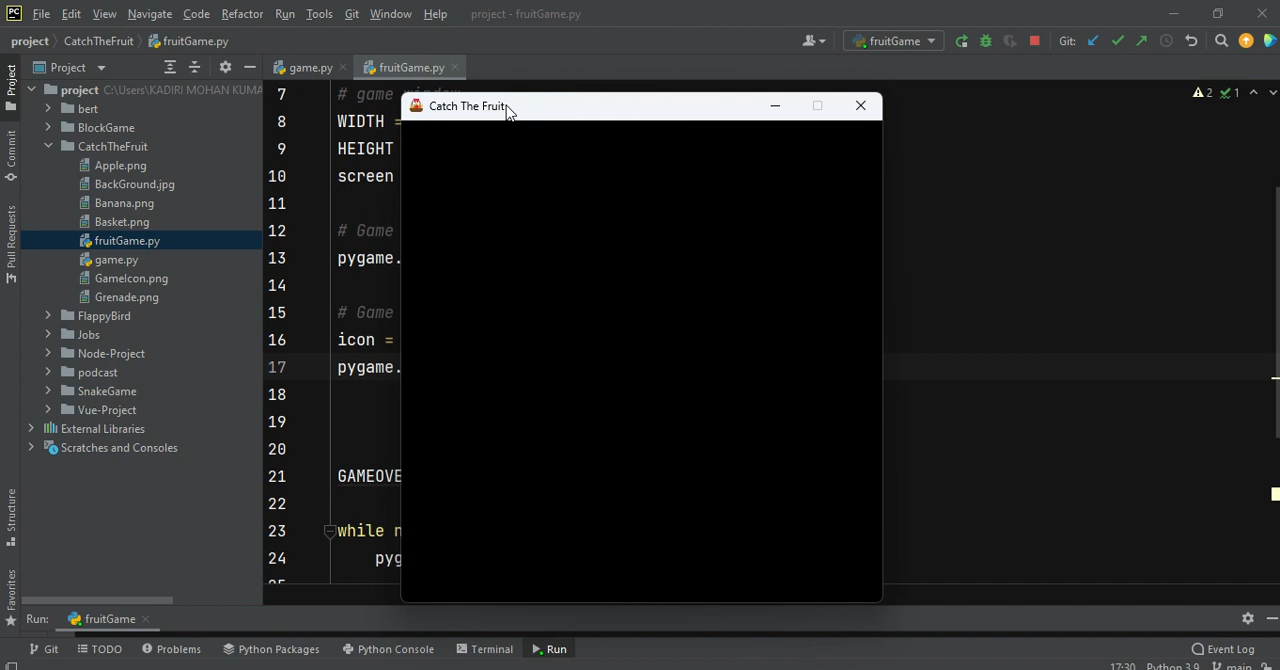 PC File Edit View Navigate Code Refactor Run Tools Git Window Help project - fruitGame.py
project CatchTheFruit fruitGame.py fruitGame Git:
Project game.py fruitGame.py
project C:\Users\KADIRI MOHAN KUMA
bert
BlockGame
CatchTheFruit
Apple.png
BackGround.jpg
Banana.png
Basket.png
fruitGame.py
game.py
GameIcon.png
Grenade.png
FlappyBird
Jobs
Node-Project
podcast
SnakeGame
Vue-Project
External Libraries
Scratches and Consoles
Project
Commit
Pull Requests
Structure
Favorites
7 # game window
8 WIDTH =
9 HEIGHT
10 screen
11
12 # Game
13 pygame.
14
15 # Game
16 icon =
17 pygame.
18
19
20
21 GAMEOVE
22
23 while n
24 pyg
25
2 1
Catch The Fruit
Run: fruitGame
Git TODO Problems Python Packages Python Console Terminal Run Event Log
17:30 Python 3.9 main